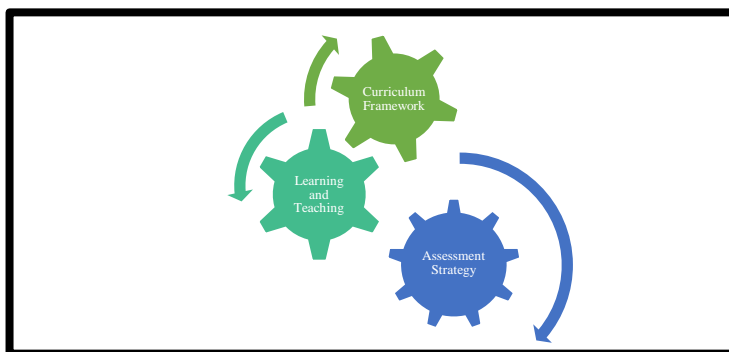 Curriculum
Framework
Learning
and
Teaching
Assessment
Strategy